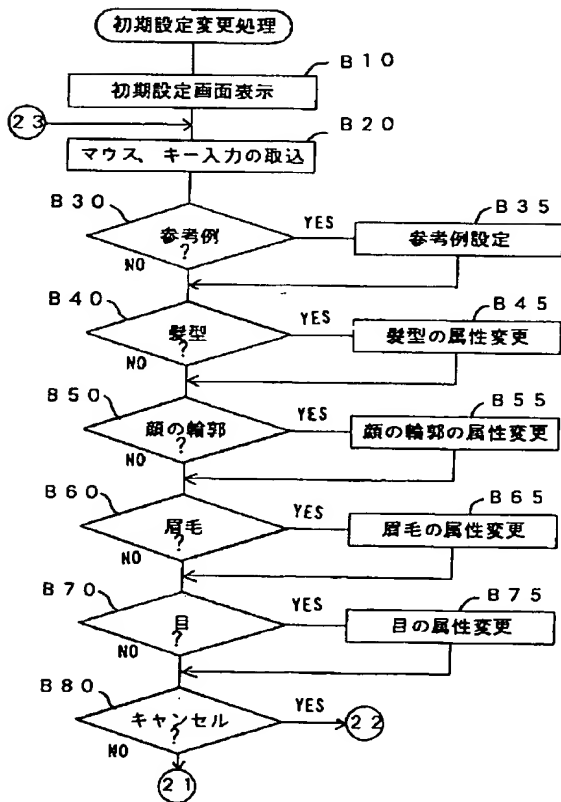 初期設定変更処理
B10
初期設定画面表示
23
B20
マウス、キー入力の取込
B30
参考例
?
YES
NO
B35
参考例設定
B40
髪型
?
YES
NO
B45
髪型の属性変更
B50
顔の輪郭
?
YES
NO
B55
顔の輪郭の属性変更
B60
眉毛
?
YES
NO
B65
眉毛の属性変更
B70
目
?
YES
NO
B75
目の属性変更
B80
キャンセル
?
YES
22
NO
21